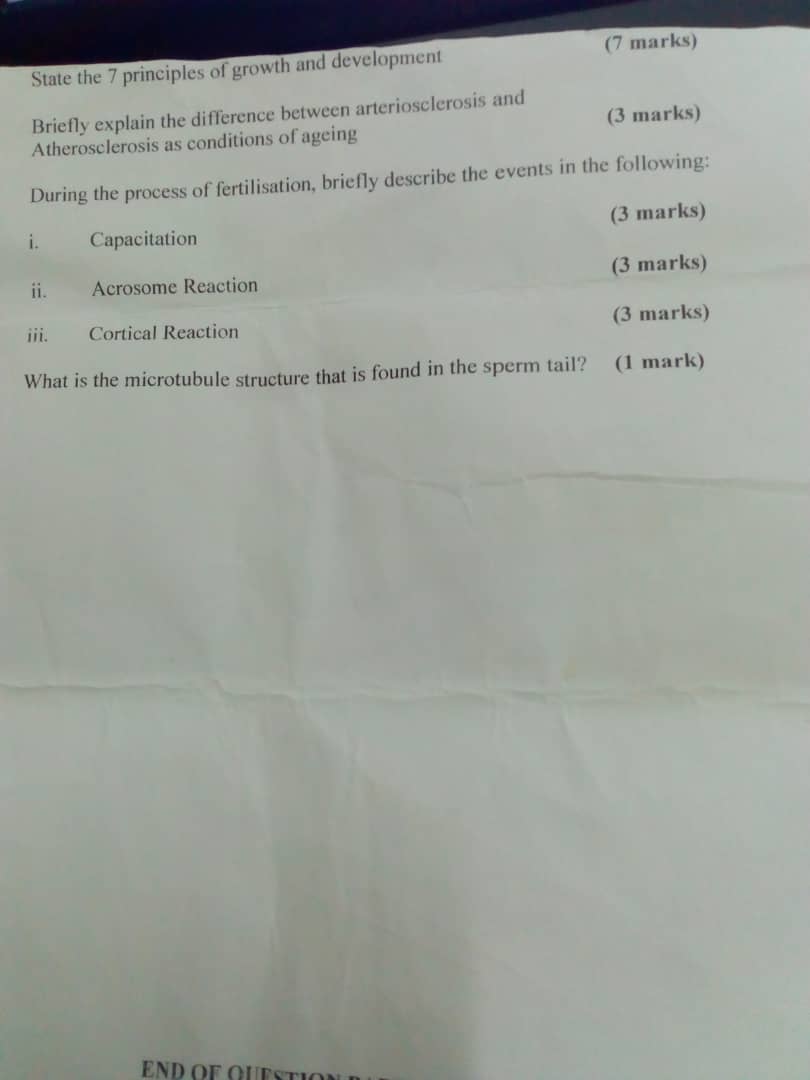 State the 7 principles of growth and development (7 marks)
Briefly explain the difference between arteriosclerosis and
Atherosclerosis as conditions of ageing (3 marks)
During the process of fertilisation, briefly describe the events in the following:
i. Capacitation (3 marks)
ii. Acrosome Reaction (3 marks)
iii. Cortical Reaction (3 marks)
What is the microtubule structure that is found in the sperm tail? (1 mark)
END OF QUESTION